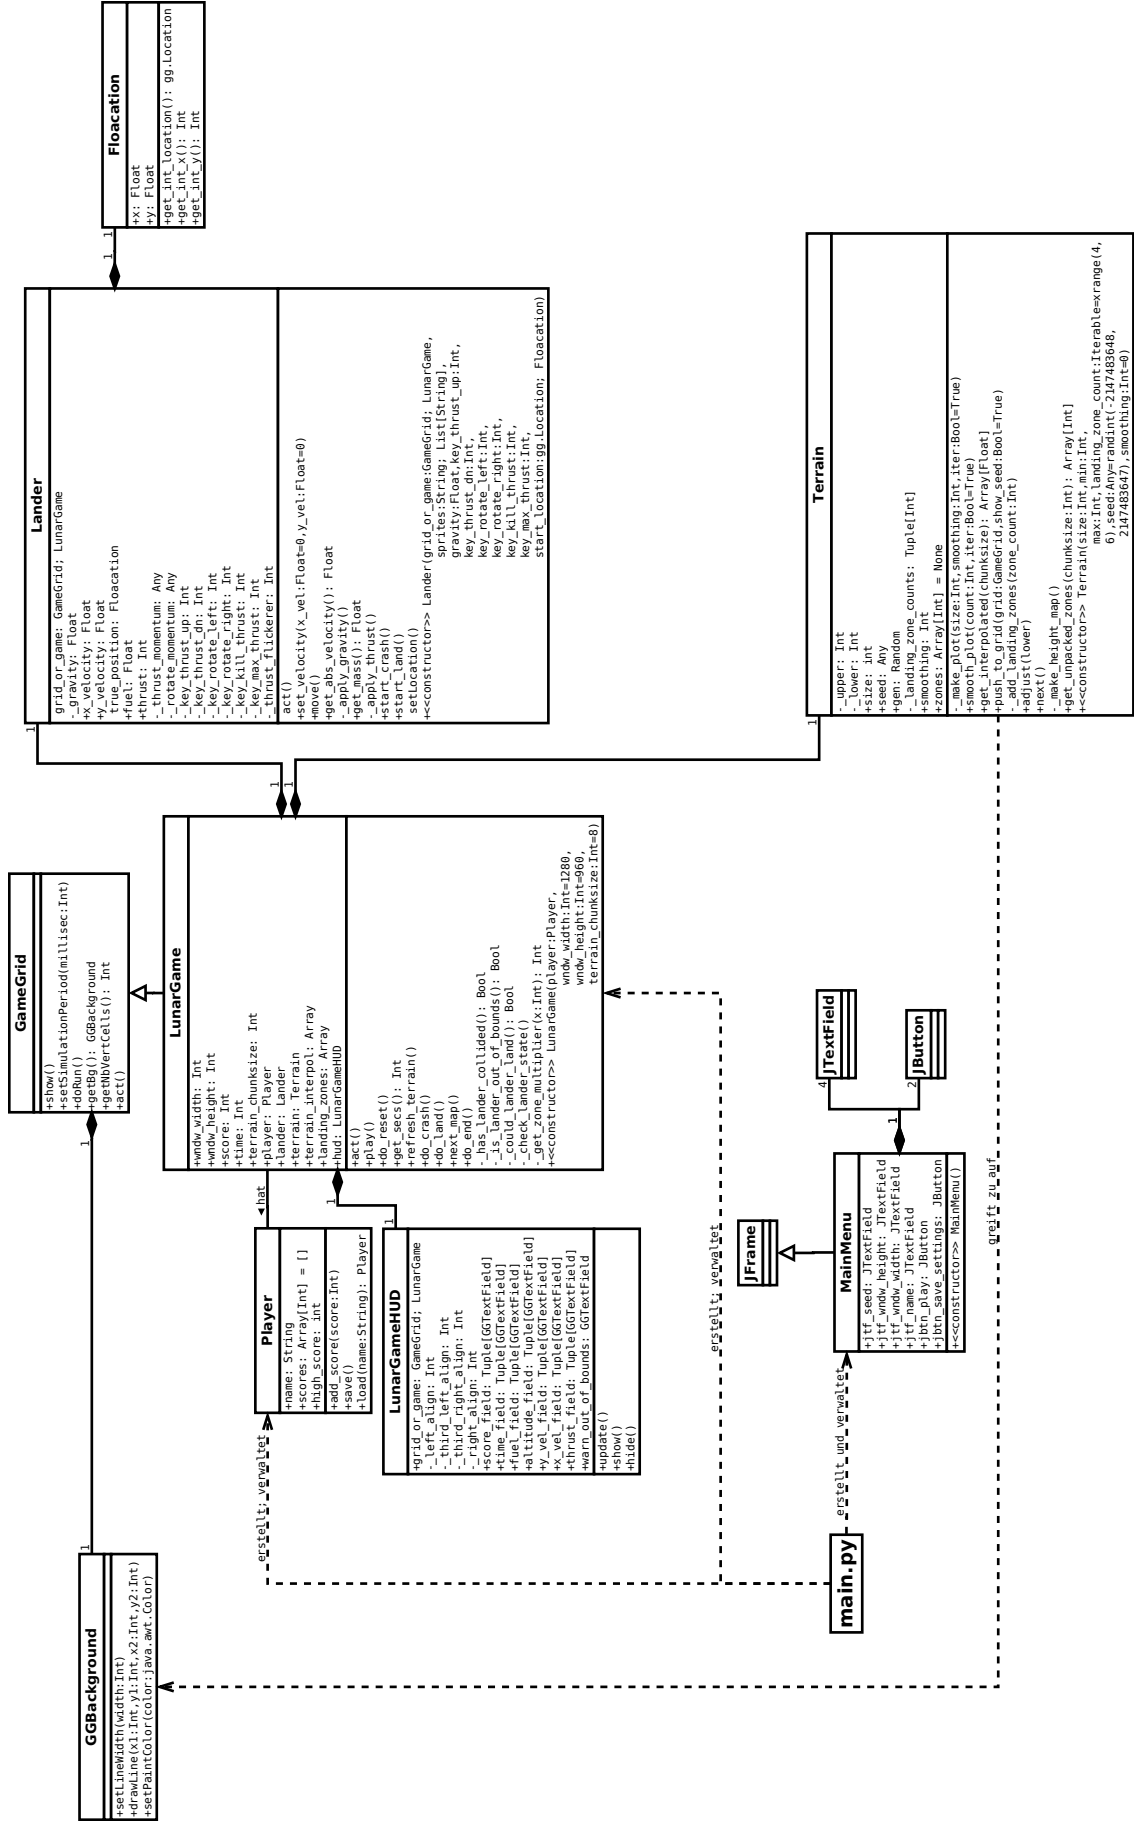 GGBackground
+setLineWidth(width:Int)
+drawLine(x1:Int,y1:Int,x2:Int,y2:Int)
+setPaintColor(color:java.awt.Color)
1
1
GameGrid
+show()
+setSimulationPeriod(millisec:Int)
+doRun()
+getBg(): GGBackground
+getNbVertCells(): Int
+act()
Floacation
+x: Float
+y: Float
+get_int_location(): gg.Location
+get_int_x(): Int
+get_int_y(): Int
1
1
Lander
grid_or_game: GameGrid; LunarGame
-_gravity: Float
+x_velocity: Float
+y_velocity: Float
true_position: Floacation
+fuel: Float
+thrust: Int
-_thrust_momentum: Any
-_rotate_momentum: Any
-_key_thrust_up: Int
-_key_thrust_dn: Int
-_key_rotate_left: Int
-_key_rotate_right: Int
-_key_kill_thrust: Int
-_key_max_thrust: Int
-_thrust_flickerer: Int
act()
+set_velocity(x_vel:Float=0,y_vel:Float=0)
+move()
+get_abs_velocity(): Float
-_apply_gravity()
+get_mass(): Float
-_apply_thrust()
+start_crash()
+start_land()
setLocation()
+<<constructor>> Lander(grid_or_game:GameGrid; LunarGame,
sprites:String; List[String],
gravity:Float,key_thrust_up:Int,
key_thrust_dn:Int,
key_rotate_left:Int,
key_rotate_right:Int,
key_kill_thrust:Int,
key_max_thrust:Int,
start_location:gg.Location; Floacation)
1
1
1
1
LunarGame
+wndw_width: Int
+wndw_height: Int
+score: Int
+time: Int
+terrain_chunksize: Int
+player: Player
+lander: Lander
+terrain: Terrain
+terrain_interpol: Array
+landing_zones: Array
+hud: LunarGameHUD
+act()
+play()
+do_reset()
+get_secs(): Int
+refresh_terrain()
+do_crash()
+do_land()
+next_map()
+do_end()
-_has_lander_collided(): Bool
-_is_lander_out_of_bounds(): Bool
-_could_lander_land(): Bool
-_check_lander_state()
-_get_zone_multiplier(x:Int): Int
+<<constructor>> LunarGame(player:Player,
wndw_width:Int=1280,
wndw_height:Int=960,
terrain_chunksize:Int=8)
◀hat
1
1
Player
+name: String
+scores: Array[Int] = []
+high_score: int
+add_score(score:Int)
+save()
+load(name:String): Player
LunarGameHUD
+grid_or_game: GameGrid; LunarGame
-_left_align: Int
-_third_left_align: Int
-_third_right_align: Int
-_right_align: Int
+score_field: Tuple[GGTextField]
+time_field: Tuple[GGTextField]
+fuel_field: Tuple[GGTextField]
+altitude_field: Tuple[GGTextField]
+y_vel_field: Tuple[GGTextField]
+x_vel_field: Tuple[GGTextField]
+thrust_field: Tuple[GGTextField]
+warn_out_of_bounds: GGTextField
+update()
+show()
+hide()
erstellt; verwaltet
erstellt; verwaltet
Terrain
-_upper: Int
-_lower: Int
+size: int
+seed: Any
+gen: Random
-_landing_zone_counts: Tuple[Int]
+smoothing: Int
+zones: Array[Int] = None
-_make_plot(size:Int,smoothing:Int,iter:Bool=True)
+smooth_plot(count:Int,iter:Bool=True)
+get_interpolated(chunksize): Array[Float]
+push_to_grid(grid:GameGrid,show_seed:Bool=True)
-_add_landing_zones(zone_count:Int)
+adjust(lower)
+next()
-_make_height_map()
+get_unpacked_zones(chunksize:Int): Array[Int]
+<<constructor>> Terrain(size:Int,min:Int,
max:Int,landing_zone_count:Iterable=xrange(4,
6),seed:Any=randint(-2147483648,
2147483647),smoothing:Int=0)
JFrame
JTextField
JButton
4
2
1
MainMenu
+jtf_seed: JTextField
+jtf_wndw_height: JTextField
+jtf_wndw_width: JTextField
+jtf_name: JTextField
+jbtn_play: JButton
+jbtn_save_settings: JButton
+<<constructor>> MainMenu()
erstellt und verwaltet
main.py
greift zu auf